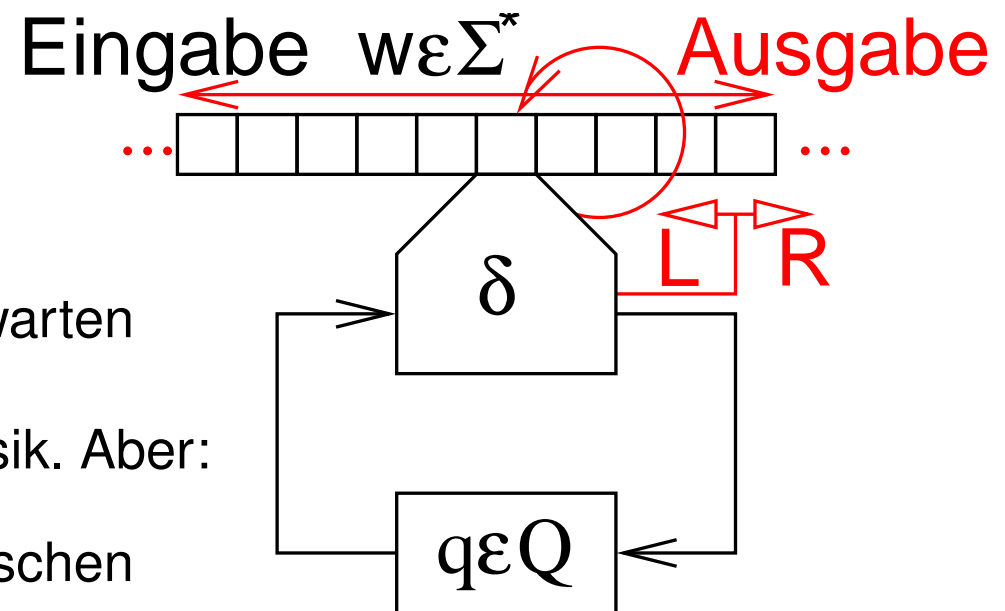 Eingabe wεΣ* Ausgabe
... ...
L R
δ
warten
sik. Aber:
schen
qεQ